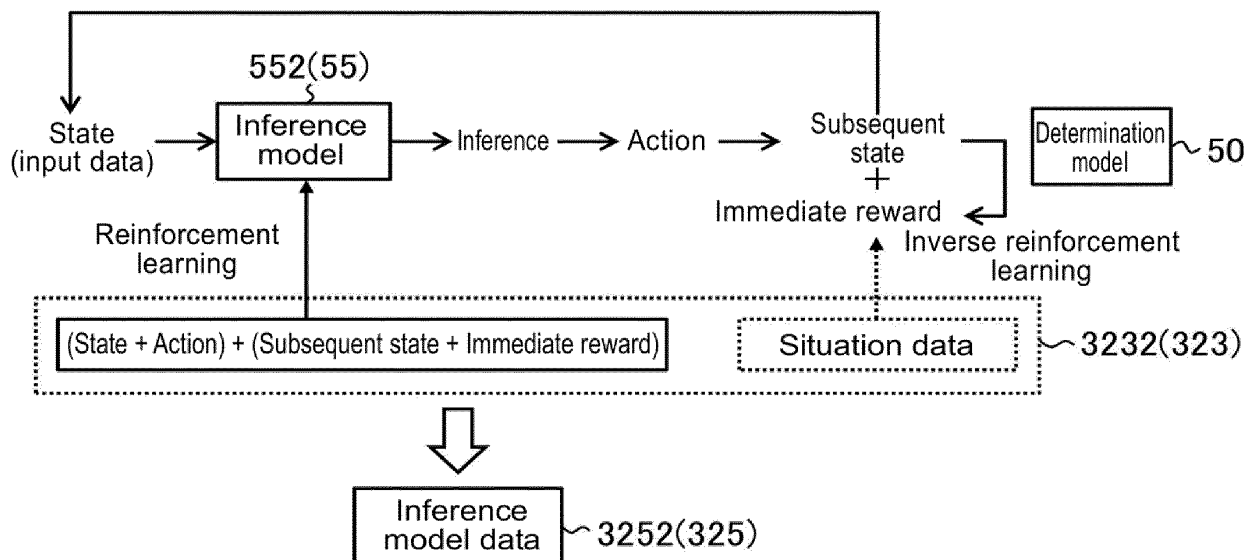 552(55)
State
(input data)
Inference
model
Inference
Action
Subsequent
state
+
Immediate reward
Determination
model
50
Reinforcement
learning
Inverse reinforcement
learning
(State + Action) + (Subsequent state + Immediate reward)
Situation data
3232(323)
Inference
model data
3252(325)